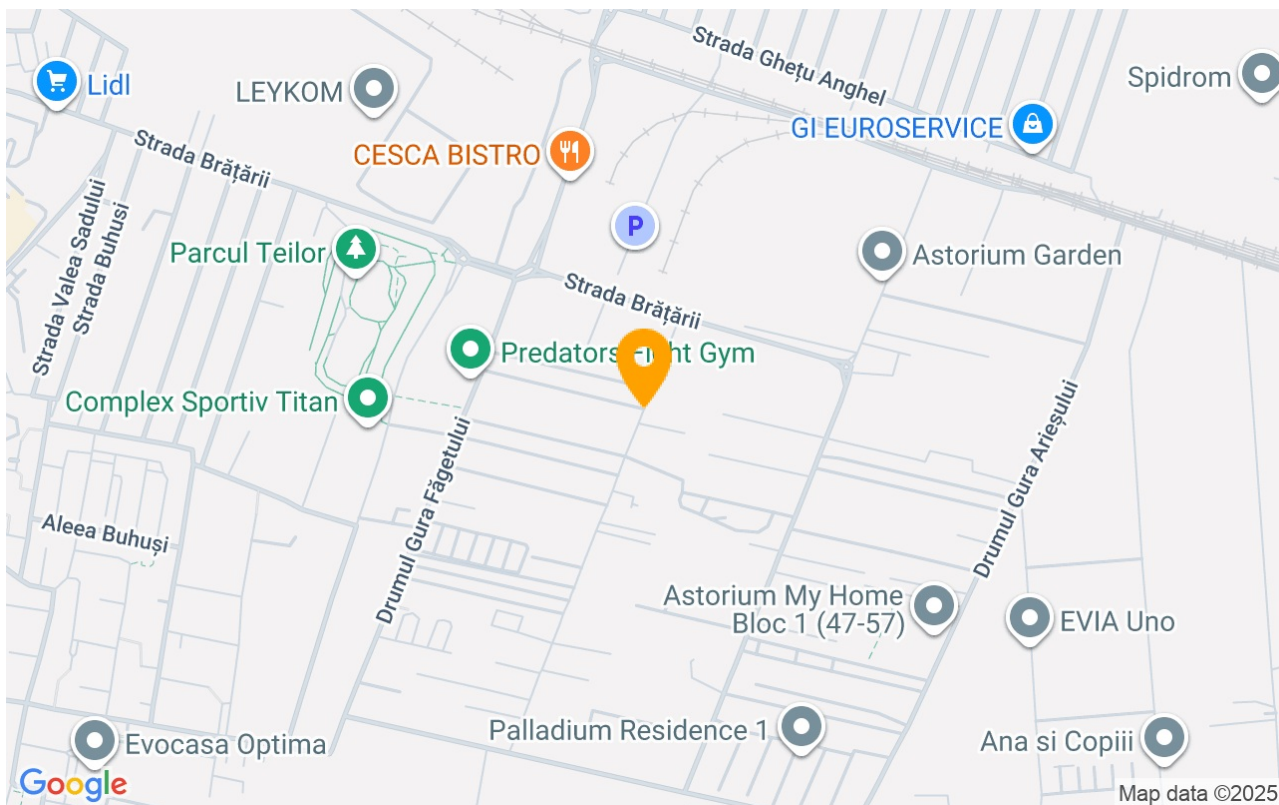 Strada Ghețu Anghel
Lidl
LEYKOM
Spidrom
GI EUROSERVICE
CESCA BISTRO
Strada Brățării
P
Strada Valea Sadului
Strada Buhusi
Parcul Teilor
Astorium Garden
Strada Brățării
Predators Fight Gym
Complex Sportiv Titan
Drumul Gura Făgetului
Drumul Gura Arieșului
Aleea Buhuși
Astorium My Home
Bloc 1 (47-57)
EVIA Uno
Palladium Residence 1
Evocasa Optima
Ana si Copiii
Google
Map data ©2025